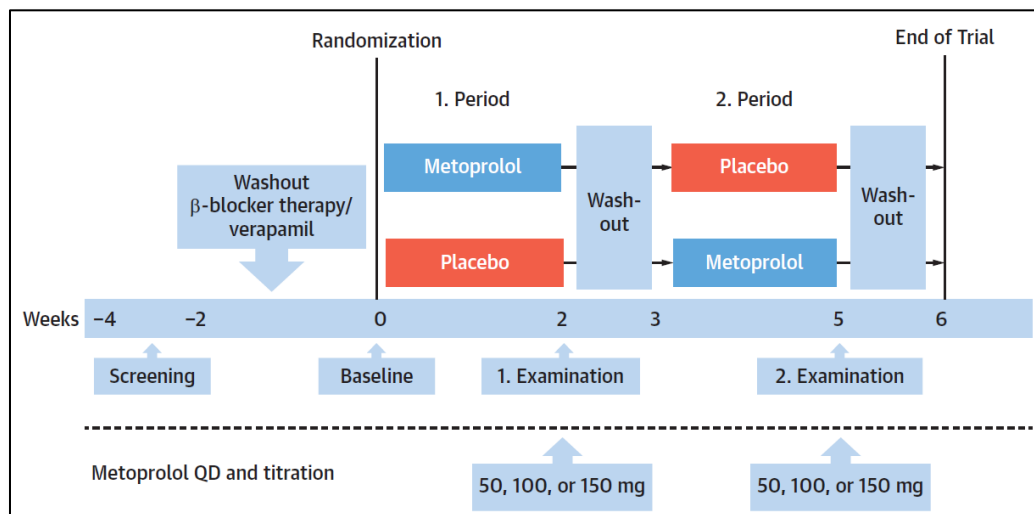 Randomization
End of Trial
1. Period
2. Period
Metoprolol
Placebo
Washout
β-blocker therapy/
verapamil
Wash-
out
Wash-
out
Placebo
Metoprolol
Weeks −4 −2 0 2 3 5 6
Screening
Baseline
1. Examination
2. Examination
Metoprolol QD and titration
50, 100, or 150 mg
50, 100, or 150 mg